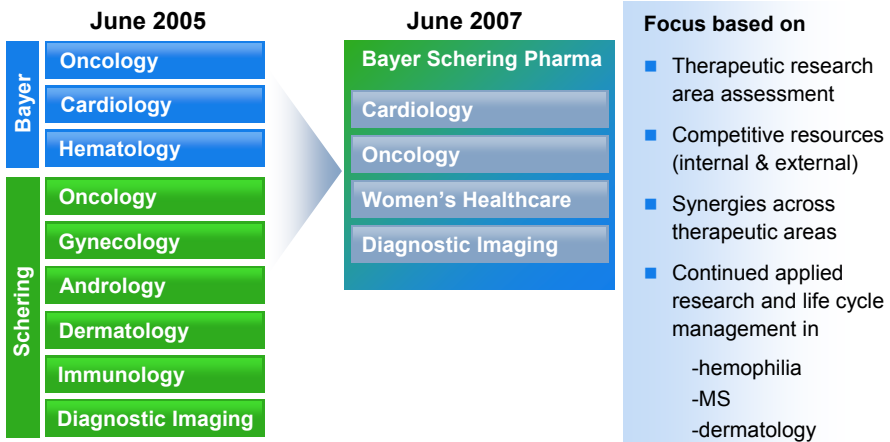 June 2005
Bayer
Oncology
Cardiology
Hematology
Schering
Oncology
Gynecology
Andrology
Dermatology
Immunology
Diagnostic Imaging
June 2007
Bayer Schering Pharma
Cardiology
Oncology
Women's Healthcare
Diagnostic Imaging
Focus based on
Therapeutic research
area assessment
Competitive resources
(internal & external)
Synergies across
therapeutic areas
Continued applied
research and life cycle
management in
-hemophilia
-MS
-dermatology